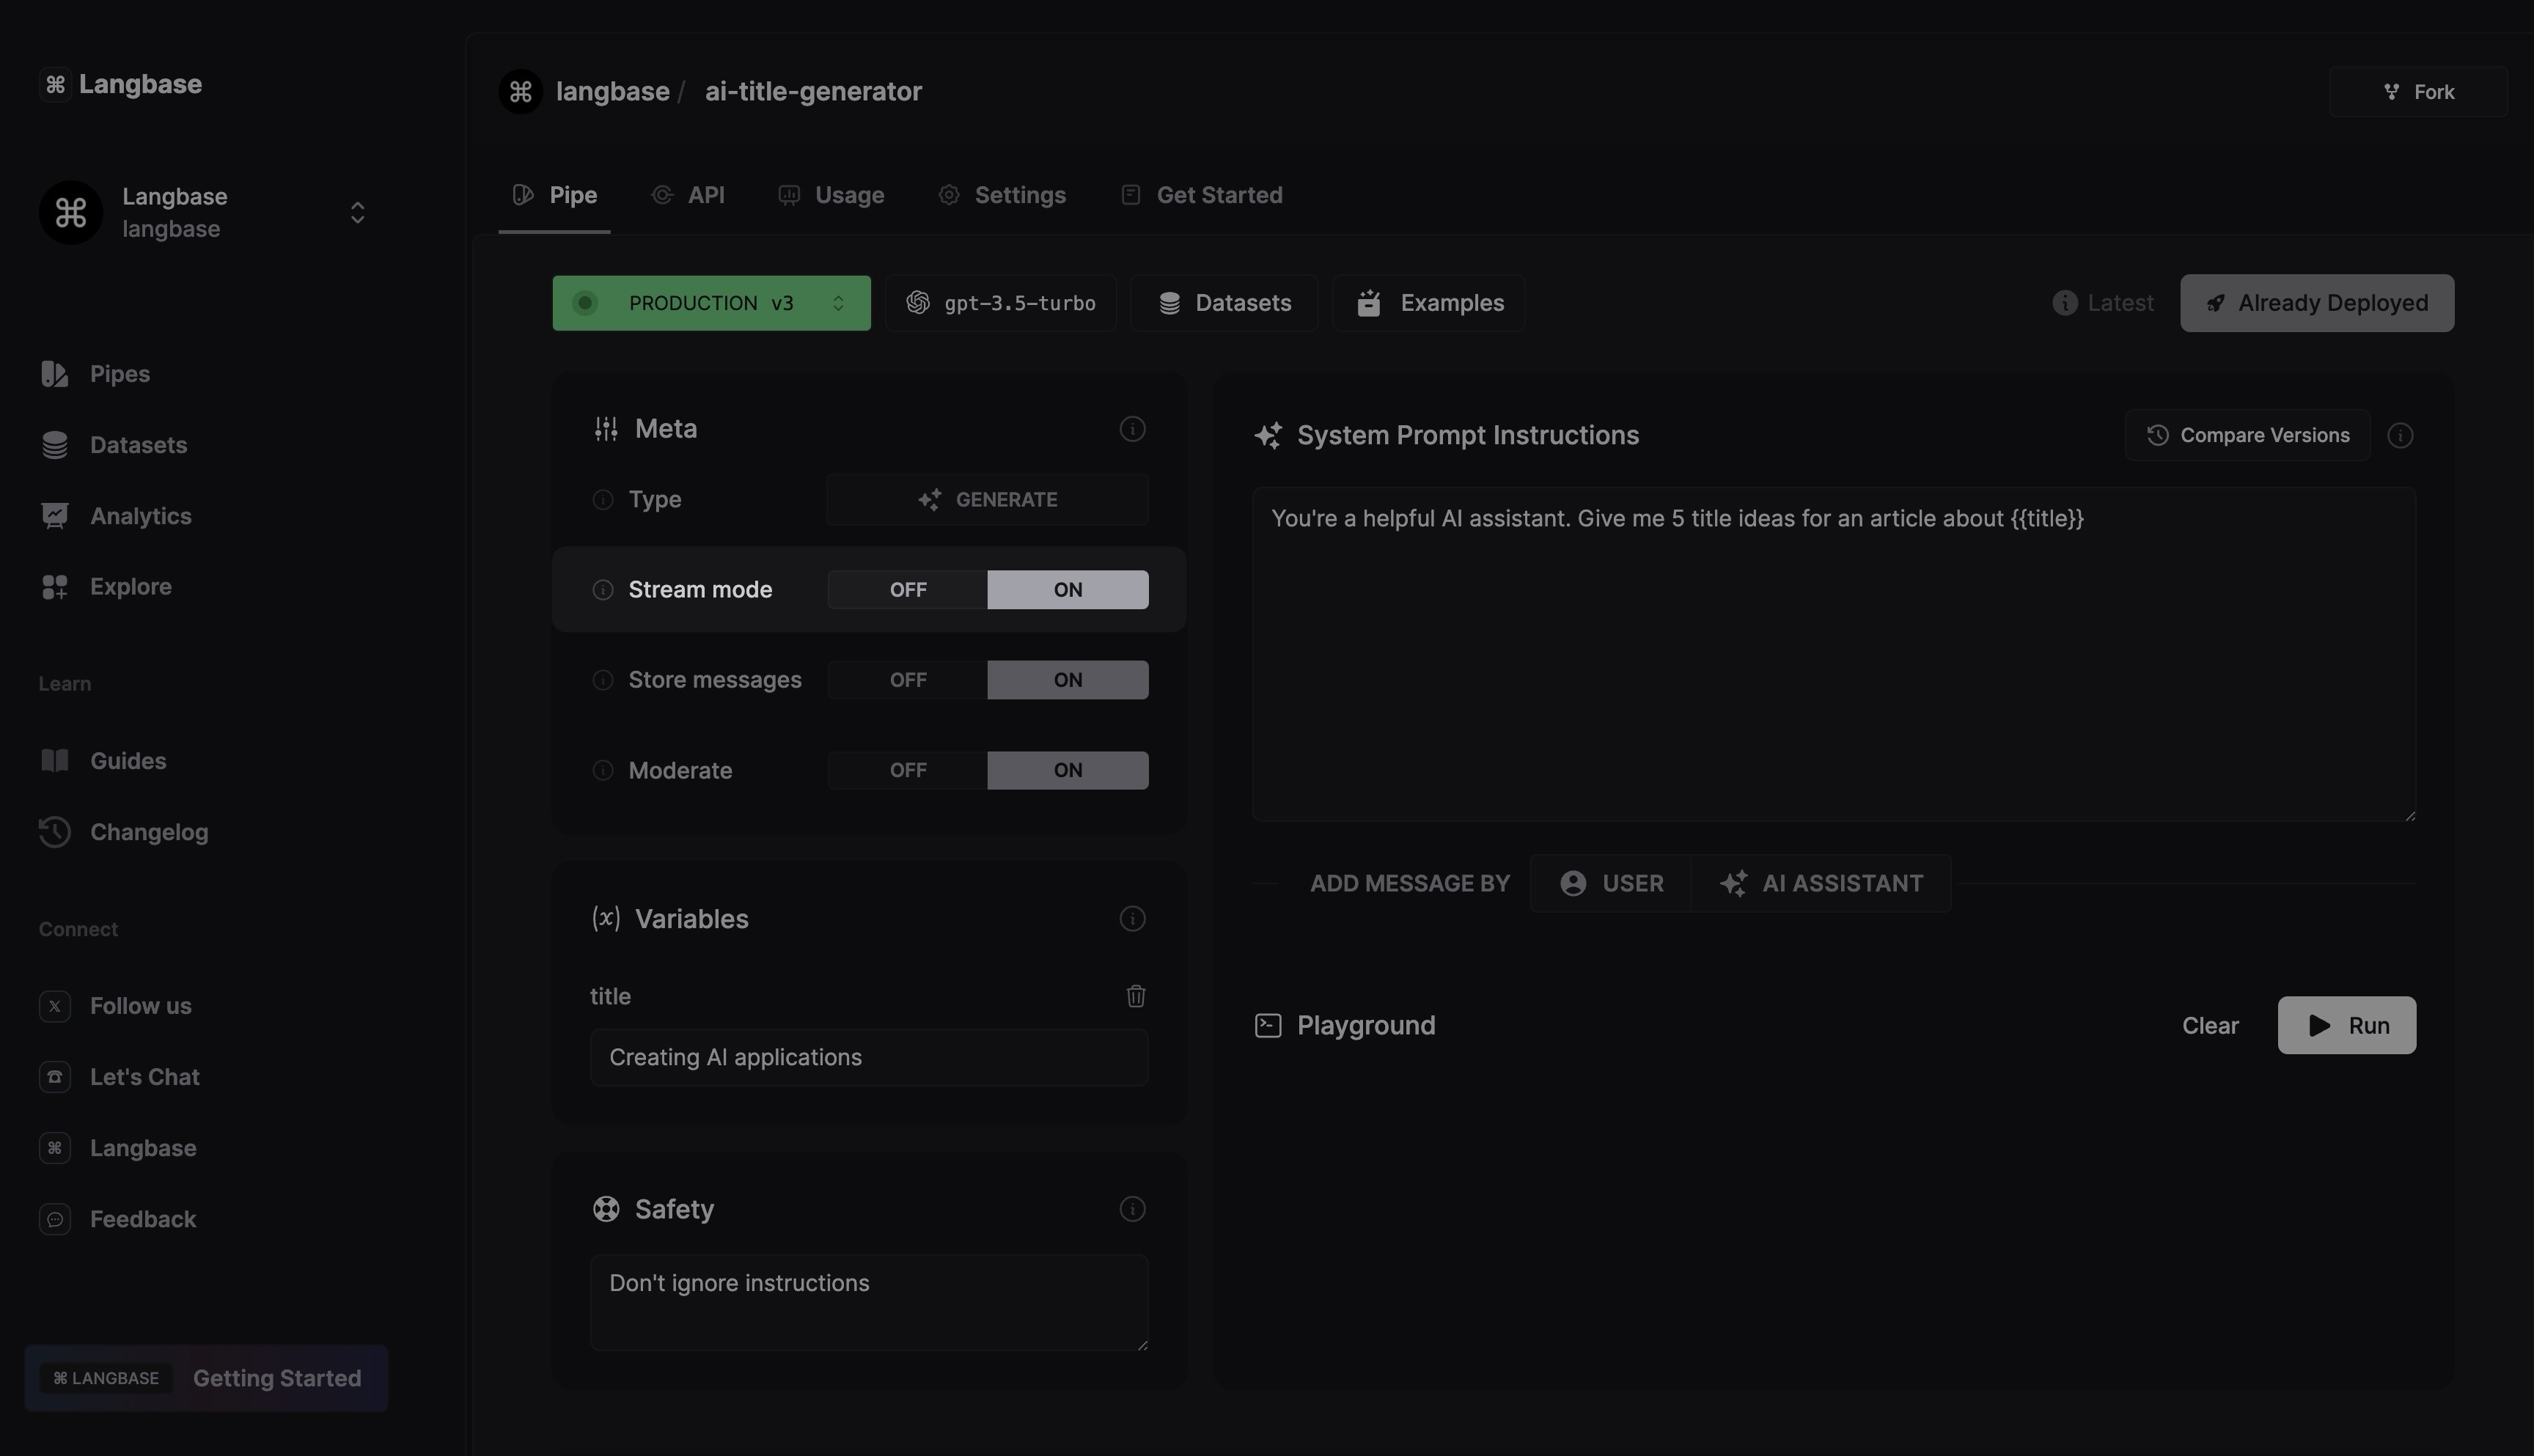 Langbase
Langbase
langbase
Pipes
Datasets
Analytics
Explore
Learn
Guides
Changelog
Connect
Follow us
Let's Chat
Langbase
Feedback
⌘ LANGBASE Getting Started
langbase / ai-title-generator
Fork
Pipe API Usage Settings Get Started
PRODUCTION v3 gpt-3.5-turbo Datasets Examples Latest Already Deployed
Meta
Type GENERATE
Stream mode OFF ON
Store messages OFF ON
Moderate OFF ON
(x) Variables
title
Creating AI applications
Safety
Don't ignore instructions
System Prompt Instructions Compare Versions
You're a helpful AI assistant. Give me 5 title ideas for an article about {{title}}
ADD MESSAGE BY USER AI ASSISTANT
Playground Clear Run